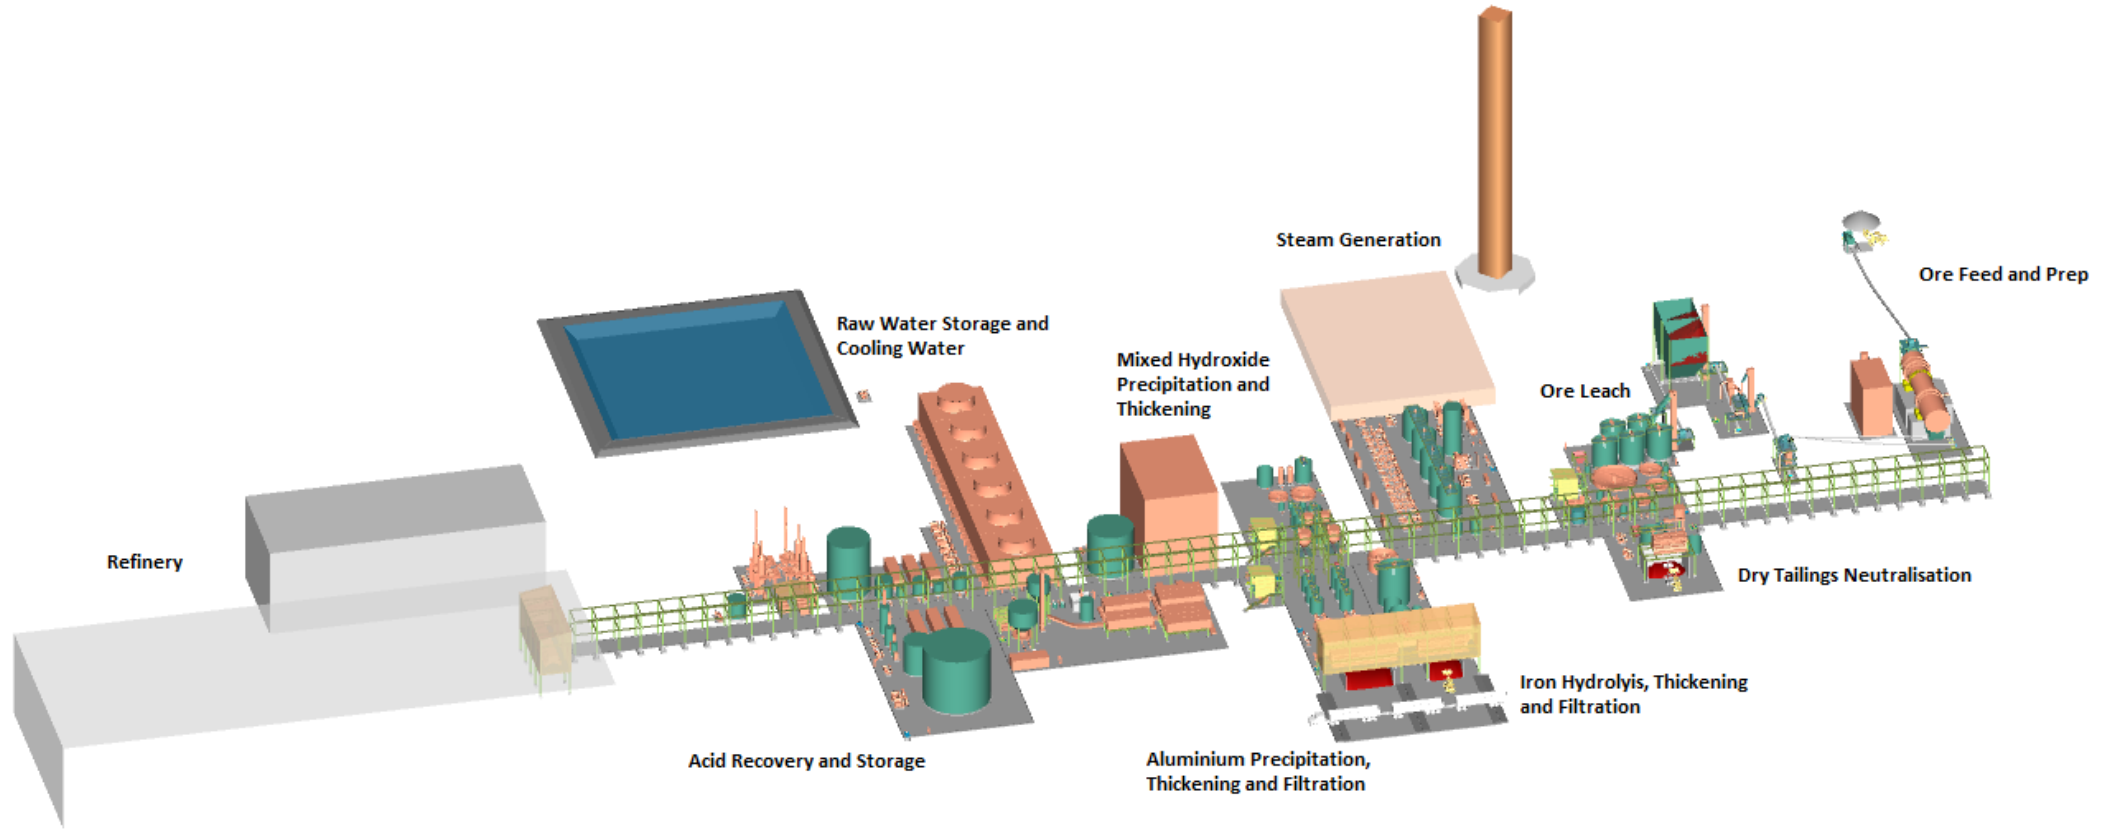 Steam Generation
Ore Feed and Prep
Raw Water Storage and
Cooling Water
Mixed Hydroxide
Precipitation and
Thickening
Ore Leach
Refinery
Dry Tailings Neutralisation
Iron Hydrolyis, Thickening
and Filtration
Acid Recovery and Storage
Aluminium Precipitation,
Thickening and Filtration